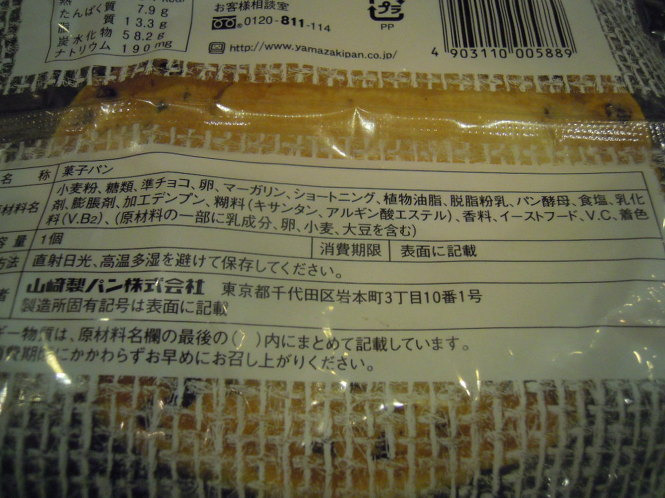 kcal
たんぱく質 7.9g
脂 質 13.3g
炭水化物 58.2g
ナトリウム 190mg
お客様相談室
0120-811-114
http://www.yamazakipan.co.jp/
プラ
PP
4 903110 005889
名 称 菓子パン
原材料名 小麦粉、糖類、準チョコ、卵、マーガリン、ショートニング、植物油脂、脱脂粉乳、パン酵母、食塩、乳化
剤、膨脹剤、加工デンプン、糊料(キサンタン、アルギン酸エステル)、香料、イーストフード、V.C、着色
料(V.B2)、(原材料の一部に乳成分、卵、小麦、大豆を含む)
容量 1個 消費期限 表面に記載
方法 直射日光、高温多湿を避けて保存してください。
者 山崎製パン株式会社 東京都千代田区岩本町3丁目10番1号
製造所固有記号は表面に記載
ギー物質は、原材料名欄の最後の( )内にまとめて記載しています。
消費期限にかかわらずお早めにお召し上がりください。